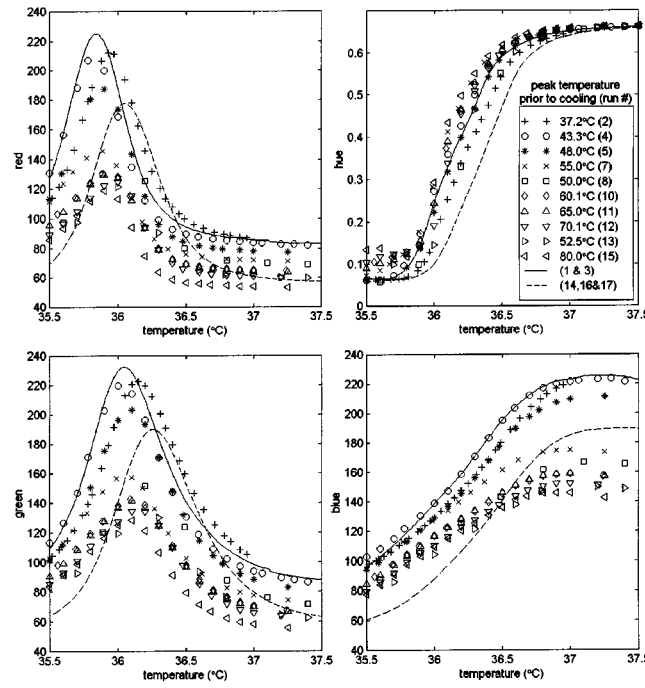 240
220
200
180
160
140
120
100
80
60
40
red
35.5 36 36.5 37 37.5
temperature (°C)
0.6
0.5
0.4
0.3
0.2
0.1
0
hue
35.5 36 36.5 37 37.5
temperature (°C)
peak temperature
prior to cooling (run #)
37.2°C (2)
43.3°C (4)
48.0°C (5)
55.0°C (7)
50.0°C (8)
60.1°C (10)
65.0°C (11)
70.1°C (12)
52.5°C (13)
80.0°C (15)
(1 & 3)
(14,16&17)
240
220
200
180
160
140
120
100
80
60
40
green
35.5 36 36.5 37 37.5
temperature (°C)
240
220
200
180
160
140
120
100
80
60
40
blue
35.5 36 36.5 37 37.5
temperature (°C)